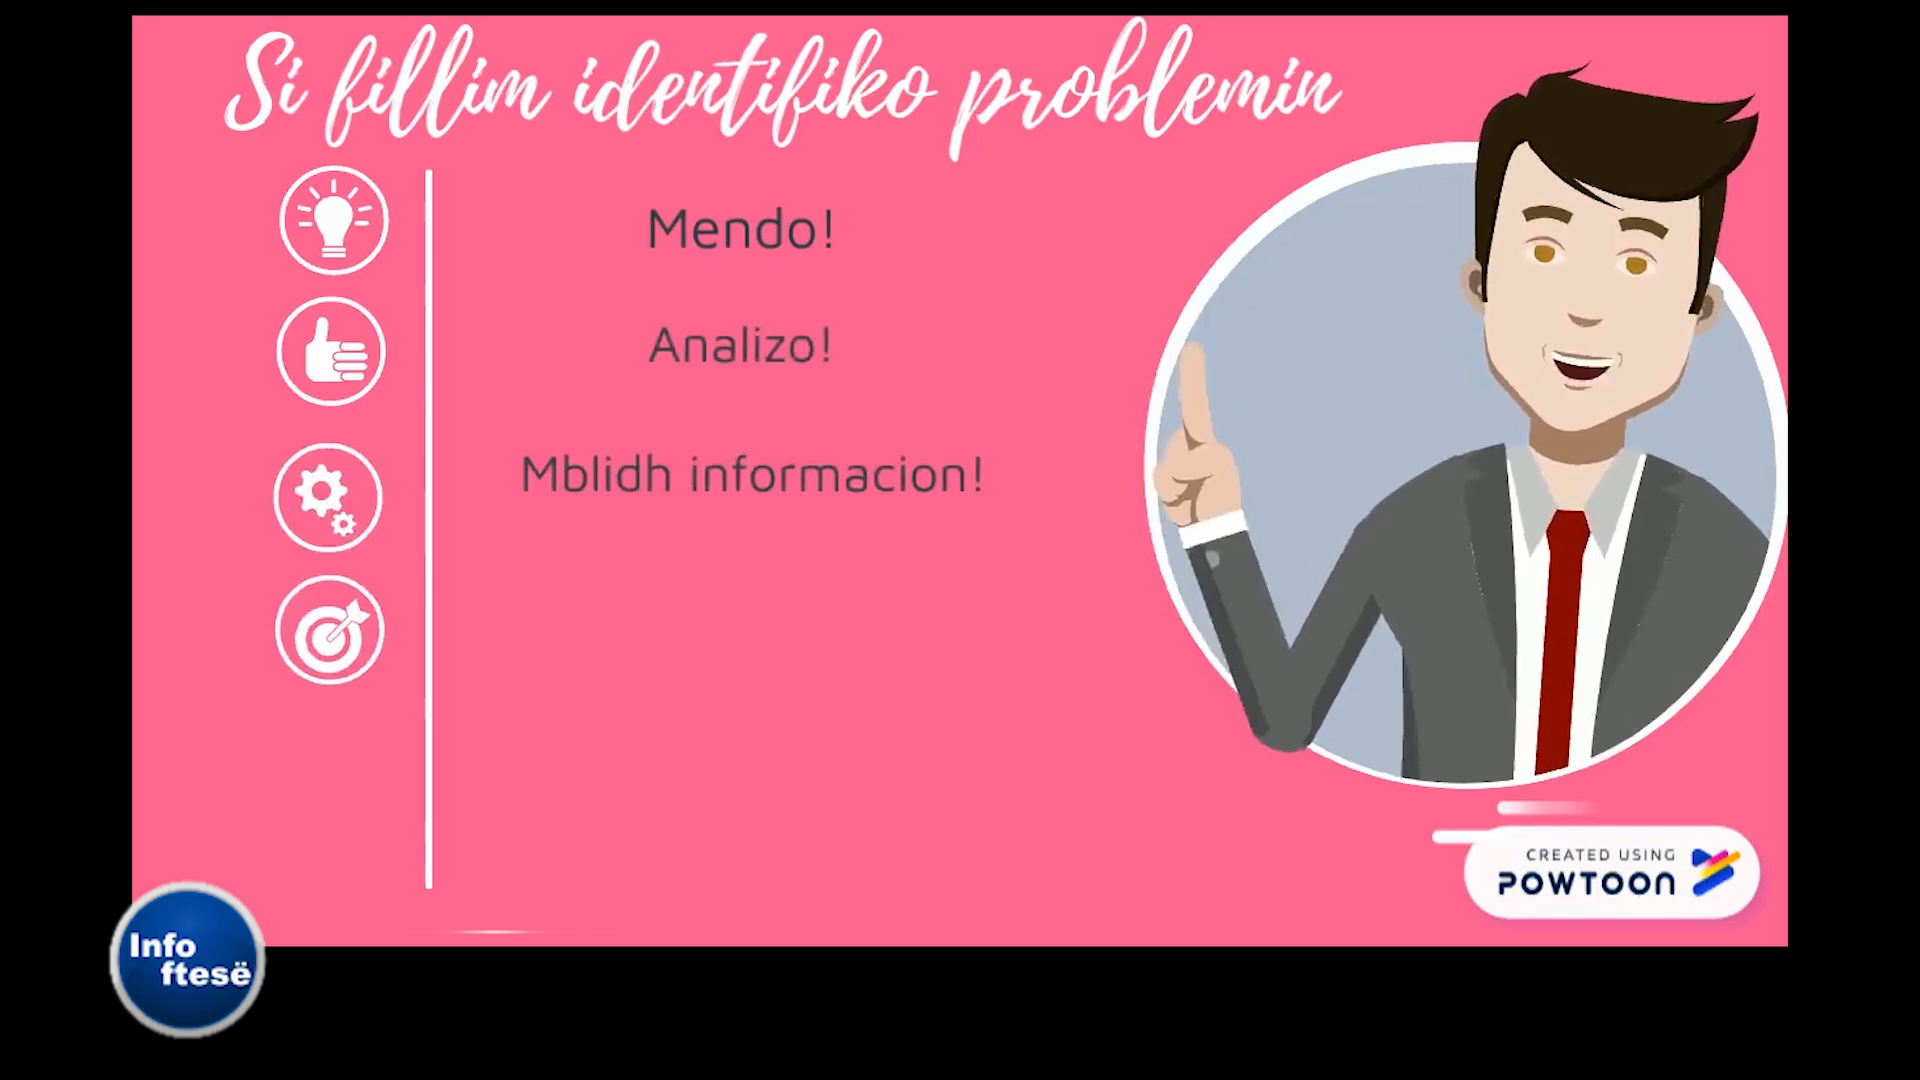 Si fillim identifiko problemin
Mendo!
Analizo!
Mblidh informacion!
CREATED USING
POWTOON
Info
ftesë